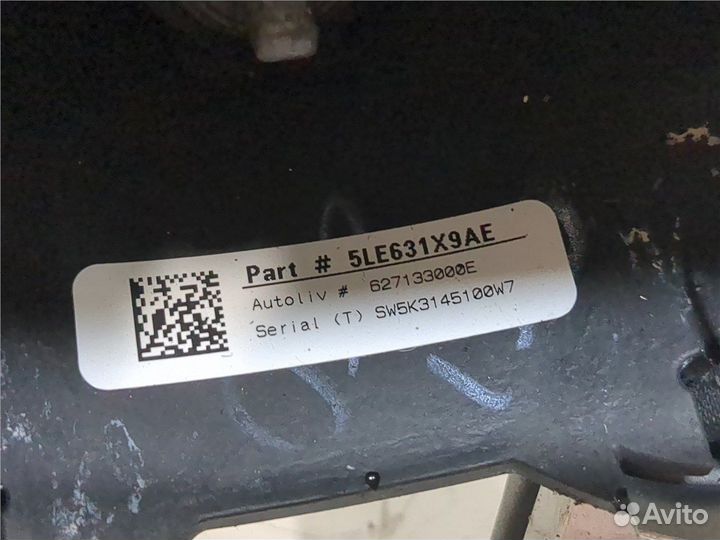 Part # 5LE631X9AE
Autoliv # 627133000E
Serial (T) SW5K3145100W7
Avito